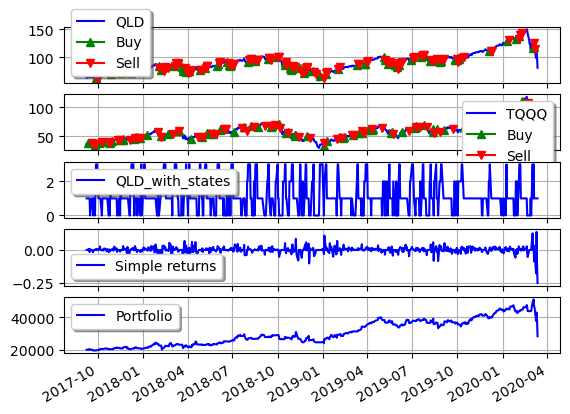 QLD
Buy
Sell
150
100
TQQQ
Buy
Sell
100
50
QLD_with_states
2
0
Simple returns
0.00
−0.25
Portfolio
40000
20000
2017-10
2018-01
2018-04
2018-07
2018-10
2019-01
2019-04
2019-07
2019-10
2020-01
2020-04